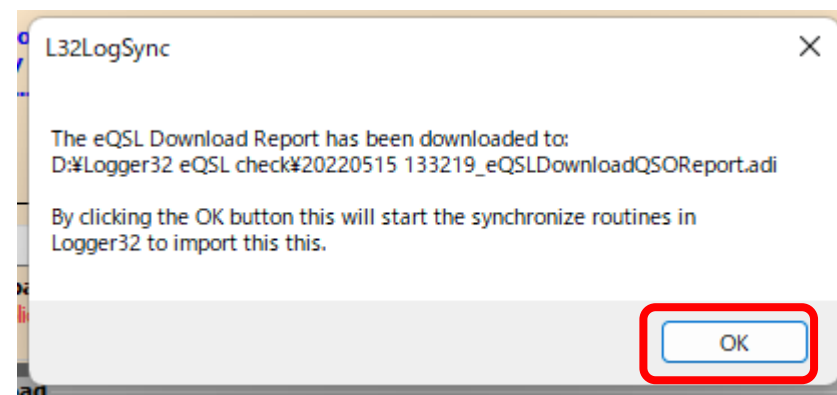 L32LogSync
The eQSL Download Report has been downloaded to:
D:¥Logger32 eQSL check¥20220515 133219_eQSLDownloadQSOReport.adi
By clicking the OK button this will start the synchronize routines in
Logger32 to import this this.
OK